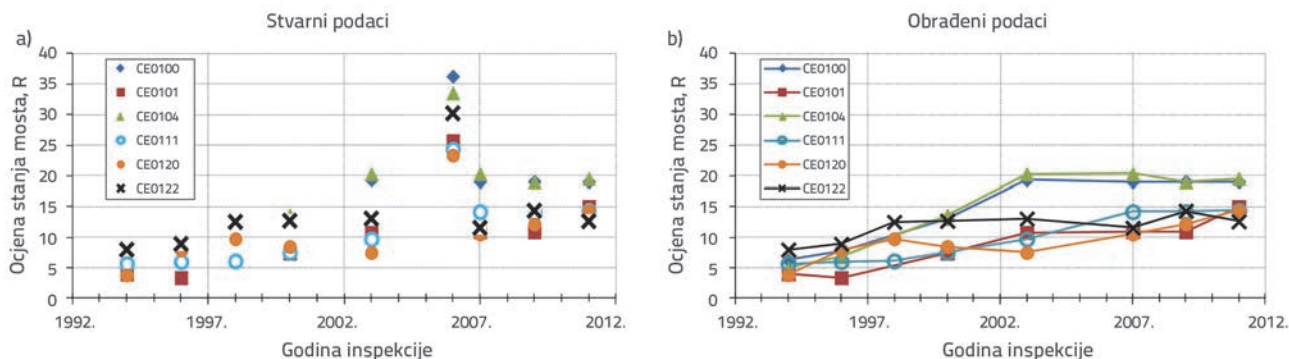 Stvarni podaci
a)
Ocjena stanja mosta, R
40
35
30
25
20
15
10
5
0
CE0100
CE0101
CE0104
CE0111
CE0120
CE0122
1992.
1997.
2002.
2007.
2012.
Godina inspekcije
Obrađeni podaci
b)
Ocjena stanja mosta, R
40
35
30
25
20
15
10
5
0
CE0100
CE0101
CE0104
CE0111
CE0120
CE0122
1992.
1997.
2002.
2007.
2012.
Godina inspekcije